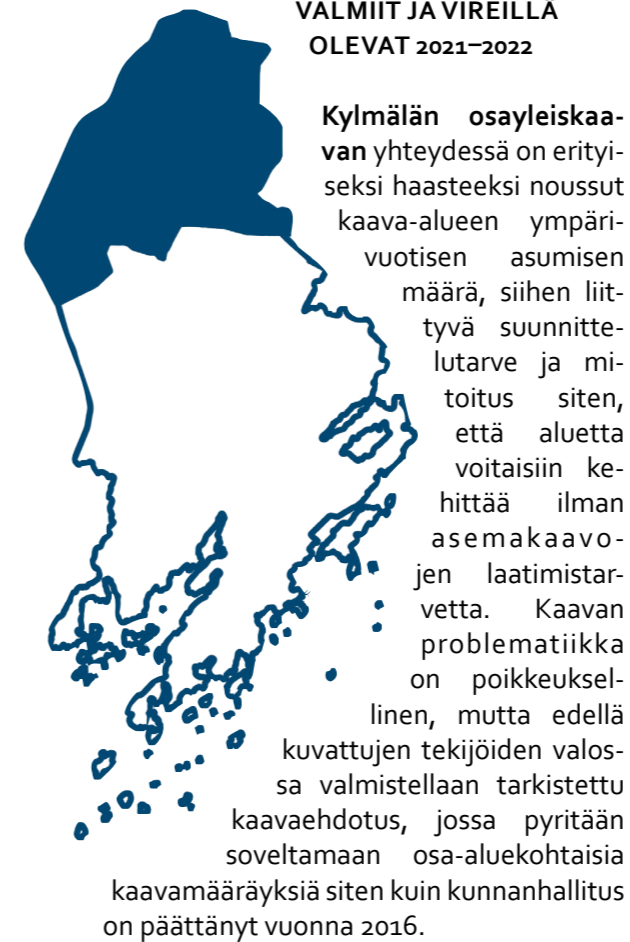 VALMIIT JA VIREILLÄ
OLEVAT 2021–2022
Kylmälän osayleiskaa-
van yhteydessä on erityi-
seksi haasteeksi noussut
kaava-alueen ympäri-
vuotisen asumisen
määrä, siihen liit-
tyvä suunnitte-
lutarve ja mi-
toitus siten,
että aluetta
voitaisiin ke-
hittää ilman
asemakaavo-
jen laatimistar-
vetta. Kaavan
problematiikka
on poikkeuksel-
linen, mutta edellä
kuvattujen tekijöiden valos-
sa valmistellaan tarkistettu
kaavaehdotus, jossa pyritään
soveltamaan osa-aluekohtaisia
kaavamääräyksiä siten kuin kunnanhallitus
on päättänyt vuonna 2016.